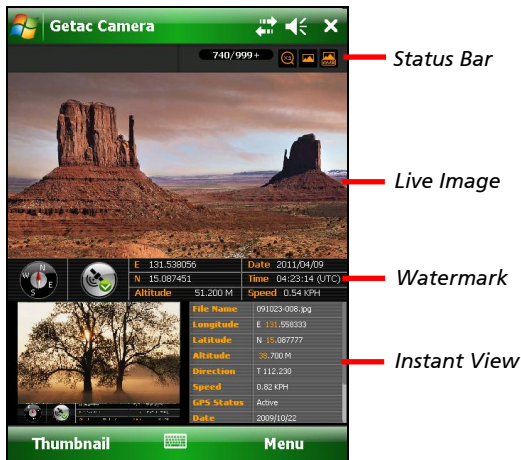 Getac Camera
740/999+
Status Bar
Live Image
E 131.538056 Date 2011/04/09
N 15.087451 Time 04:23:14 (UTC)
Altitude 51.200 M Speed 0.54 KPH
Watermark
N
W
E
S
File Name 091023-008.jpg
Longitude E 131.558333
Latitude N 15.087777
Altitude 38.700 M
Direction T 112.230
Speed 0.82 KPH
GPS Status Active
Date 2009/10/22
Instant View
Thumbnail Menu